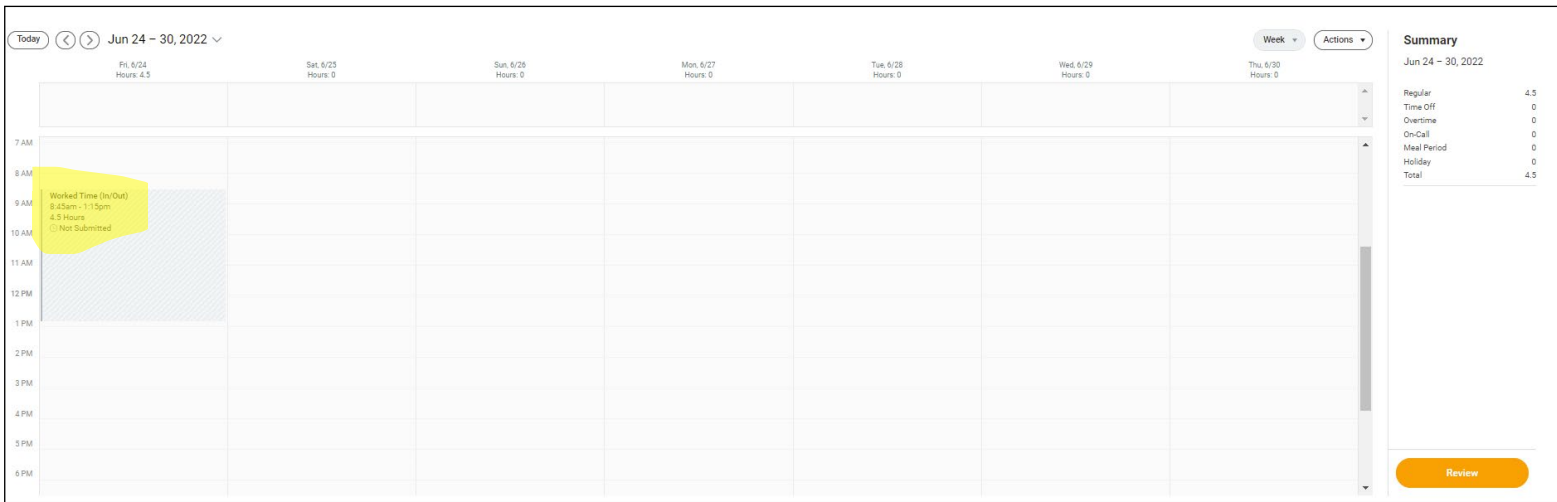 Today
Jun 24 – 30, 2022
Week
Actions
Fri, 6/24
Hours: 4.5
Sat, 6/25
Hours: 0
Sun, 6/26
Hours: 0
Mon, 6/27
Hours: 0
Tue, 6/28
Hours: 0
Wed, 6/29
Hours: 0
Thu, 6/30
Hours: 0
7 AM
8 AM
9 AM
10 AM
11 AM
12 PM
1 PM
2 PM
3 PM
4 PM
5 PM
6 PM
Worked Time (In/Out)
8:45am - 1:15pm
4.5 Hours
Not Submitted
Summary
Jun 24 – 30, 2022
Regular 4.5
Time Off 0
Overtime 0
On-Call 0
Meal Period 0
Holiday 0
Total 4.5
Review